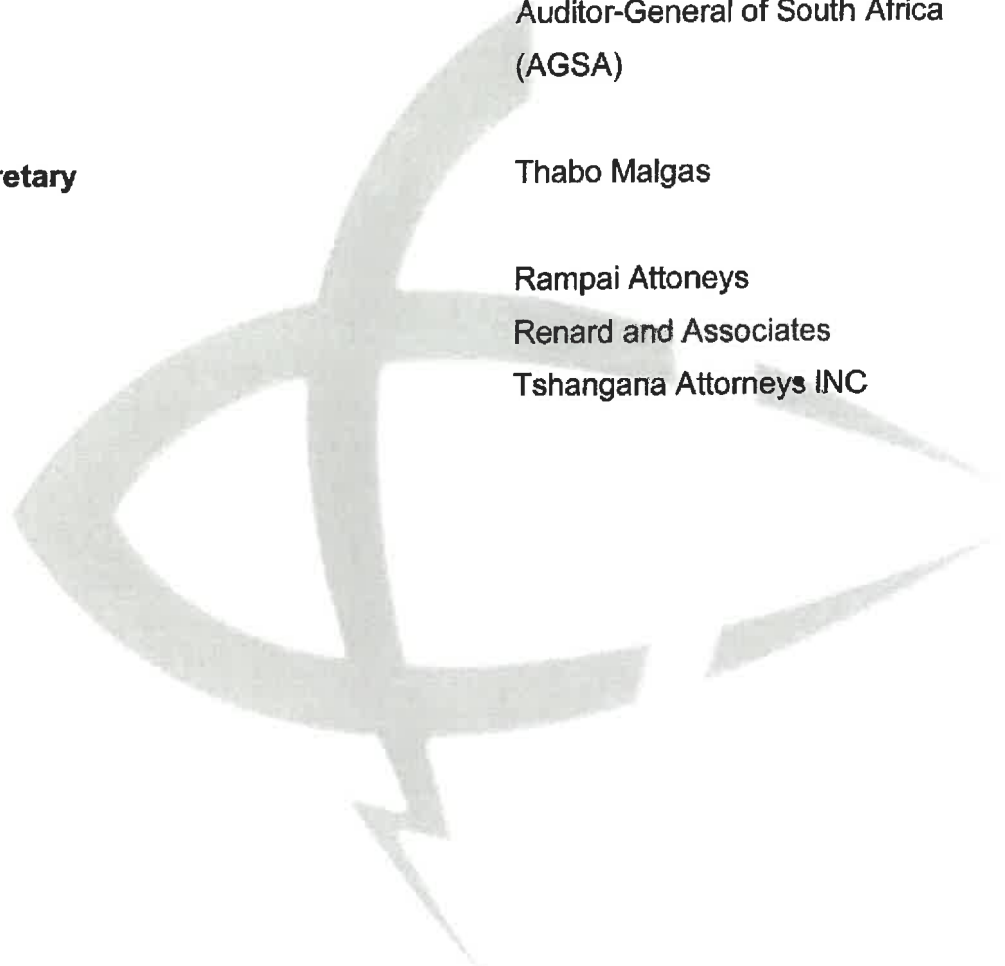 Auditor-General of South Africa
(AGSA)
retary
Thabo Malgas
Rampai Attoneys
Renard and Associates
Tshangana Attorneys INC